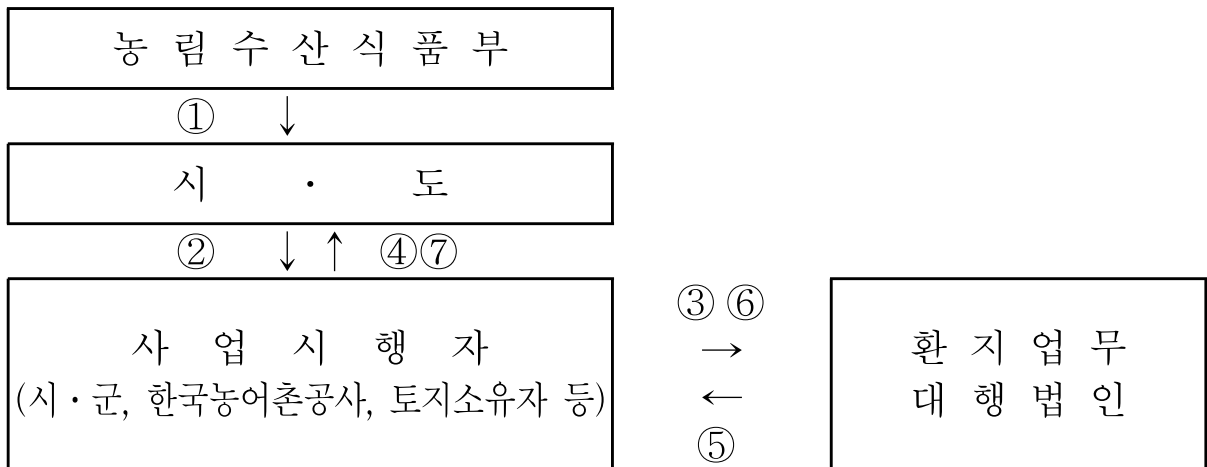 농 림 수 산 식 품 부
① ↓
시 · 도
② ↓ ↑ ④⑦
③ ⑥
사 업 시 행 자
→
환 지 업 무
(시·군, 한국농어촌공사, 토지소유자 등)
←
대 행 법 인
⑤